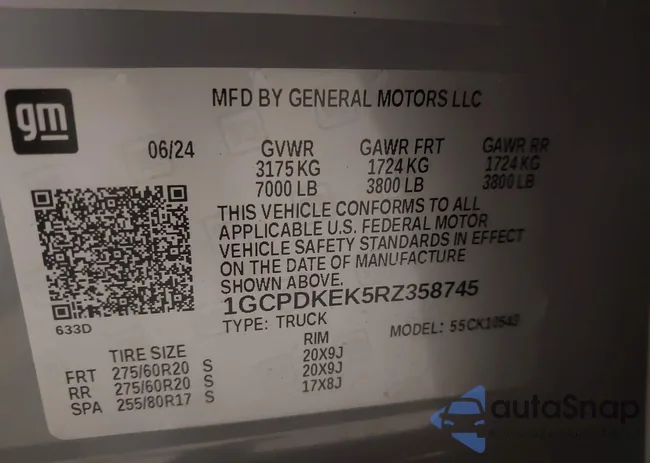 gm
MFD BY GENERAL MOTORS LLC
06/24 GVWR GAWR FRT GAWR RR
3175 KG 1724 KG 1724 KG
7000 LB 3800 LB 3800 LB
THIS VEHICLE CONFORMS TO ALL
APPLICABLE U.S. FEDERAL MOTOR
VEHICLE SAFETY STANDARDS IN EFFECT
ON THE DATE OF MANUFACTURE
SHOWN ABOVE.
1GCPDKEK5RZ358745
633D
TYPE: TRUCK MODEL: 55CK10543
TIRE SIZE RIM
FRT 275/60R20 S 20X9J
RR 275/60R20 S 20X9J
SPA 255/80R17 S 17X8J
autoSnap